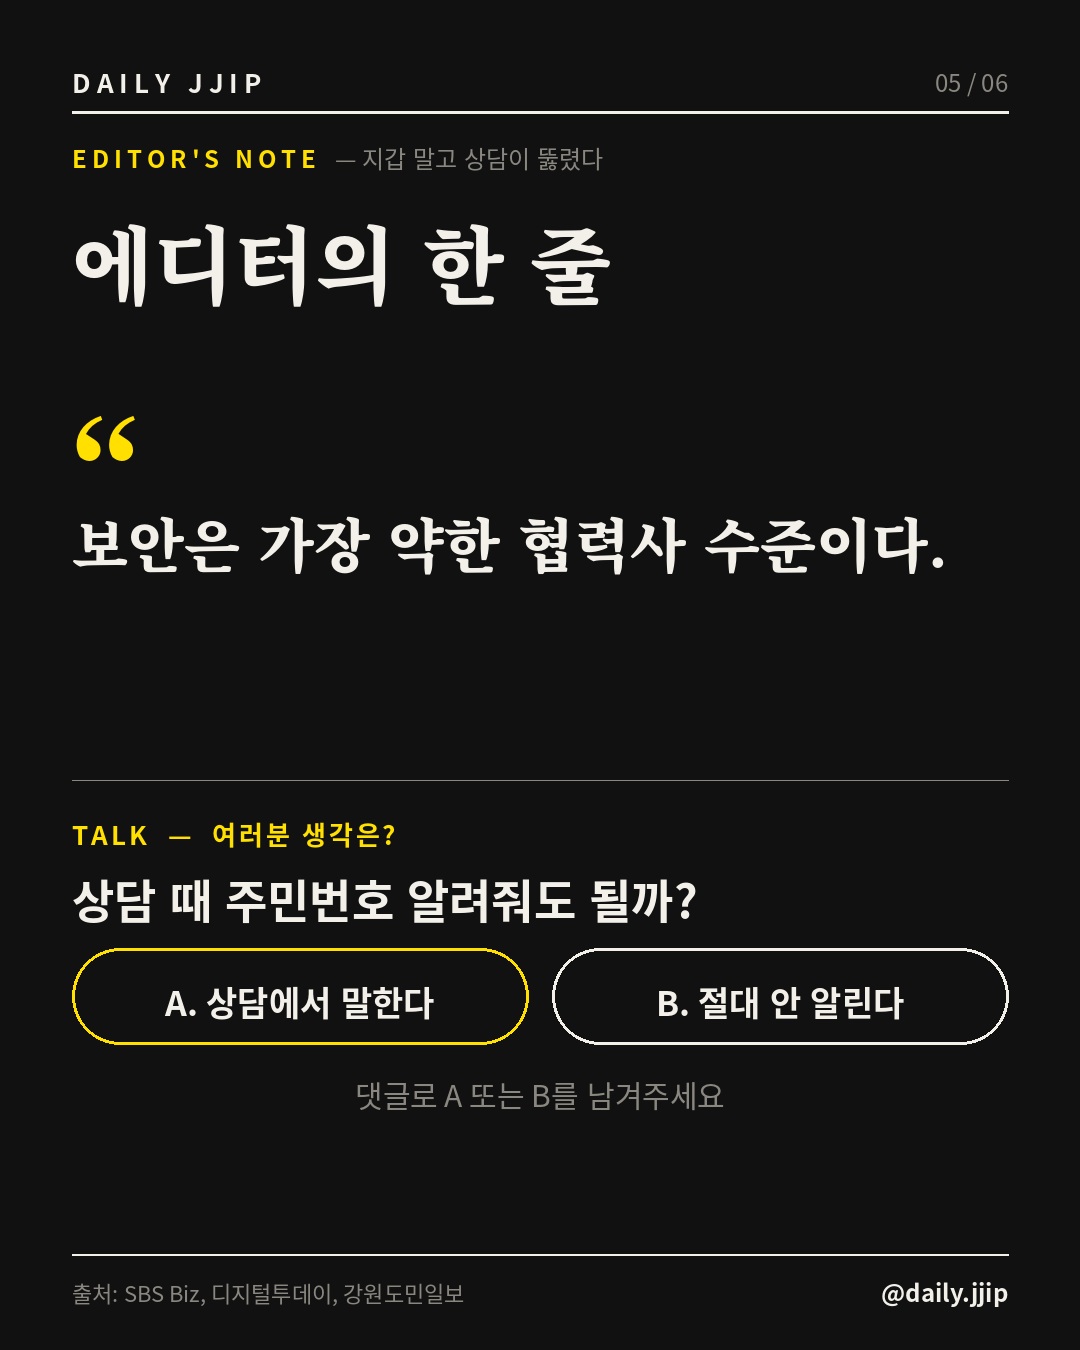 DAILY JJIP
05 / 06
EDITOR'S NOTE — 지갑 말고 상담이 뚫렸다
에디터의 한 줄
“
보안은 가장 약한 협력사 수준이다.
TALK — 여러분 생각은?
상담 때 주민번호 알려줘도 될까?
A. 상담에서 말한다
B. 절대 안 알린다
댓글로 A 또는 B를 남겨주세요
출처: SBS Biz, 디지털투데이, 강원도민일보
@daily.jjip